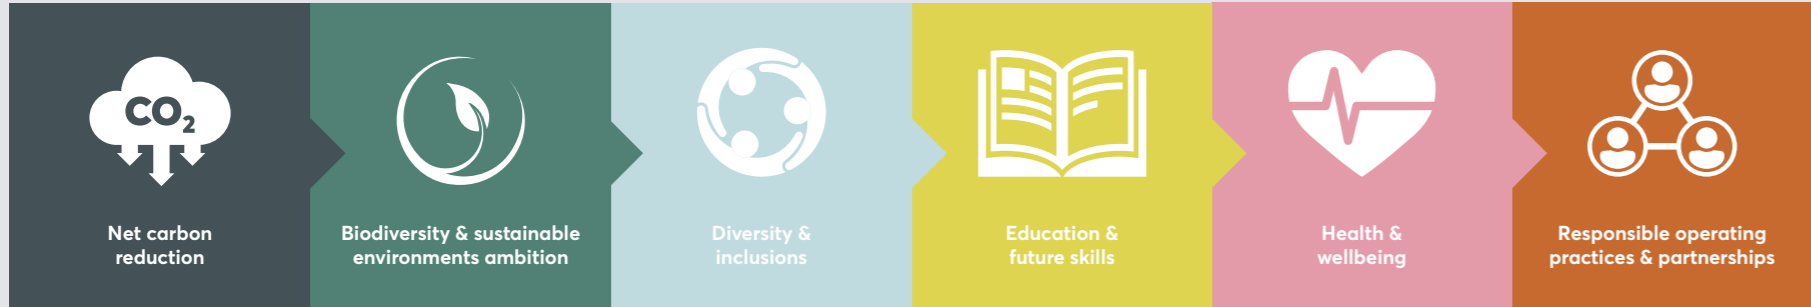 CO₂
Net carbon
reduction
Biodiversity & sustainable
environments ambition
Diversity &
inclusions
Education &
future skills
Health &
wellbeing
Responsible operating
practices & partnerships